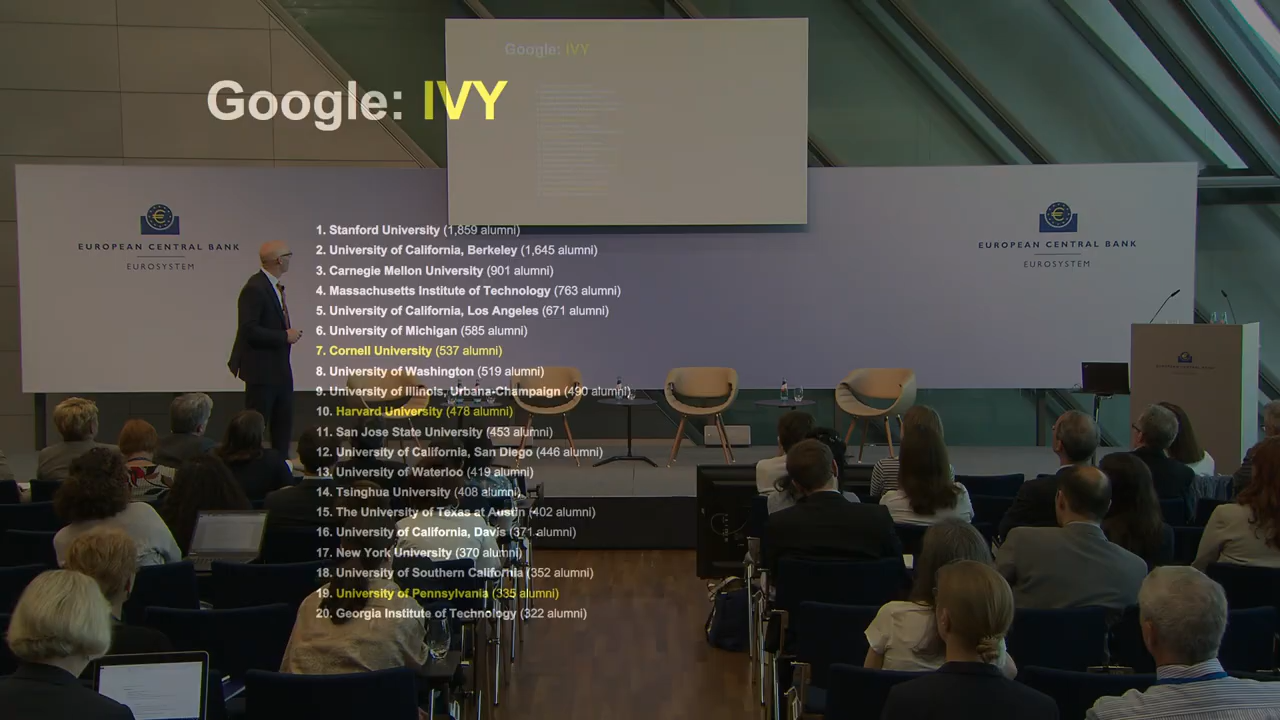 Google: IVY
Google: IVY
EUROPEAN CENTRAL BANK
EUROSYSTEM
EUROPEAN CENTRAL BANK
EUROSYSTEM
1. Stanford University (1,859 alumni)
2. University of California, Berkeley (1,645 alumni)
3. Carnegie Mellon University (901 alumni)
4. Massachusetts Institute of Technology (763 alumni)
5. University of California, Los Angeles (671 alumni)
6. University of Michigan (585 alumni)
7. Cornell University (537 alumni)
8. University of Washington (519 alumni)
9. University of Illinois, Urbana-Champaign (490 alumni)
10. Harvard University (478 alumni)
11. San Jose State University (453 alumni)
12. University of California, San Diego (446 alumni)
13. University of Waterloo (419 alumni)
14. Tsinghua University (408 alumni)
15. The University of Texas at Austin (402 alumni)
16. University of California, Davis (371 alumni)
17. New York University (370 alumni)
18. University of Southern California (352 alumni)
19. University of Pennsylvania (335 alumni)
20. Georgia Institute of Technology (322 alumni)